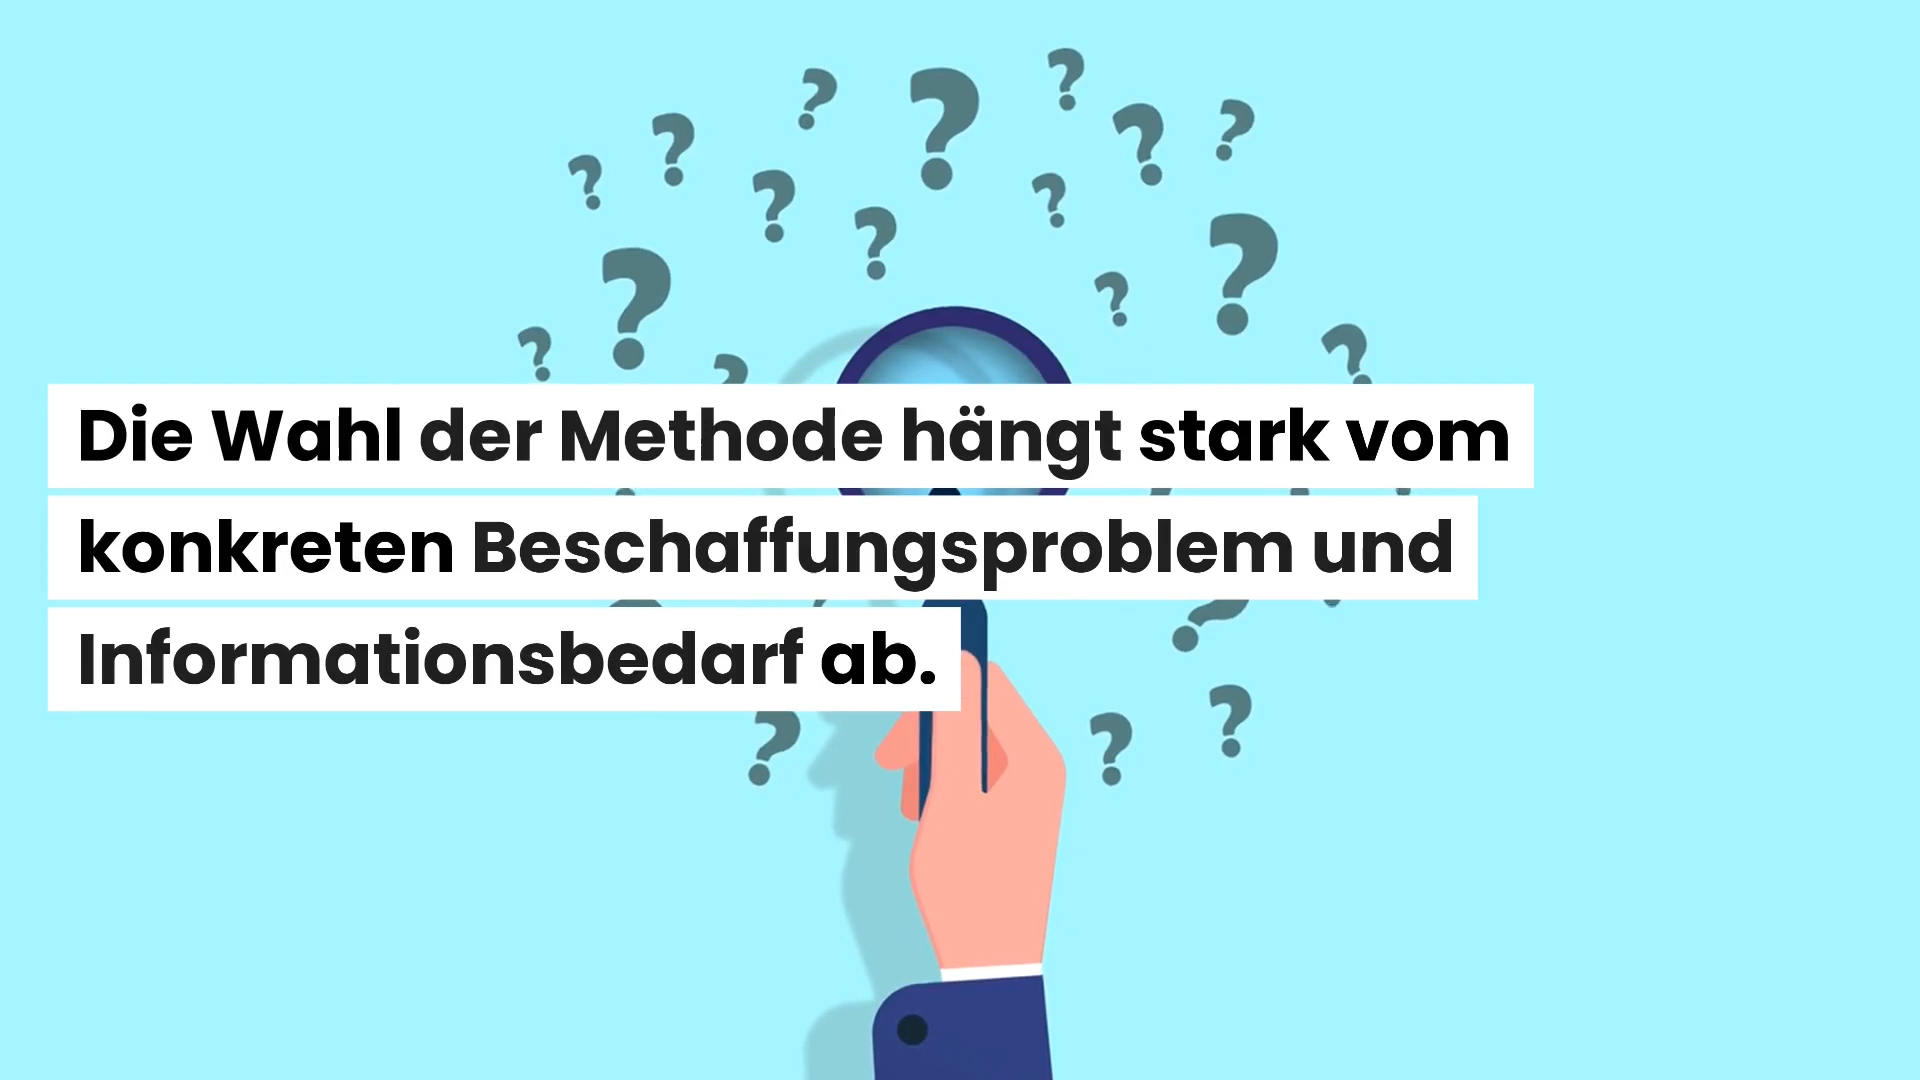 Die Wahl der Methode hängt stark vom
konkreten Beschaffungsproblem und
Informationsbedarf ab.